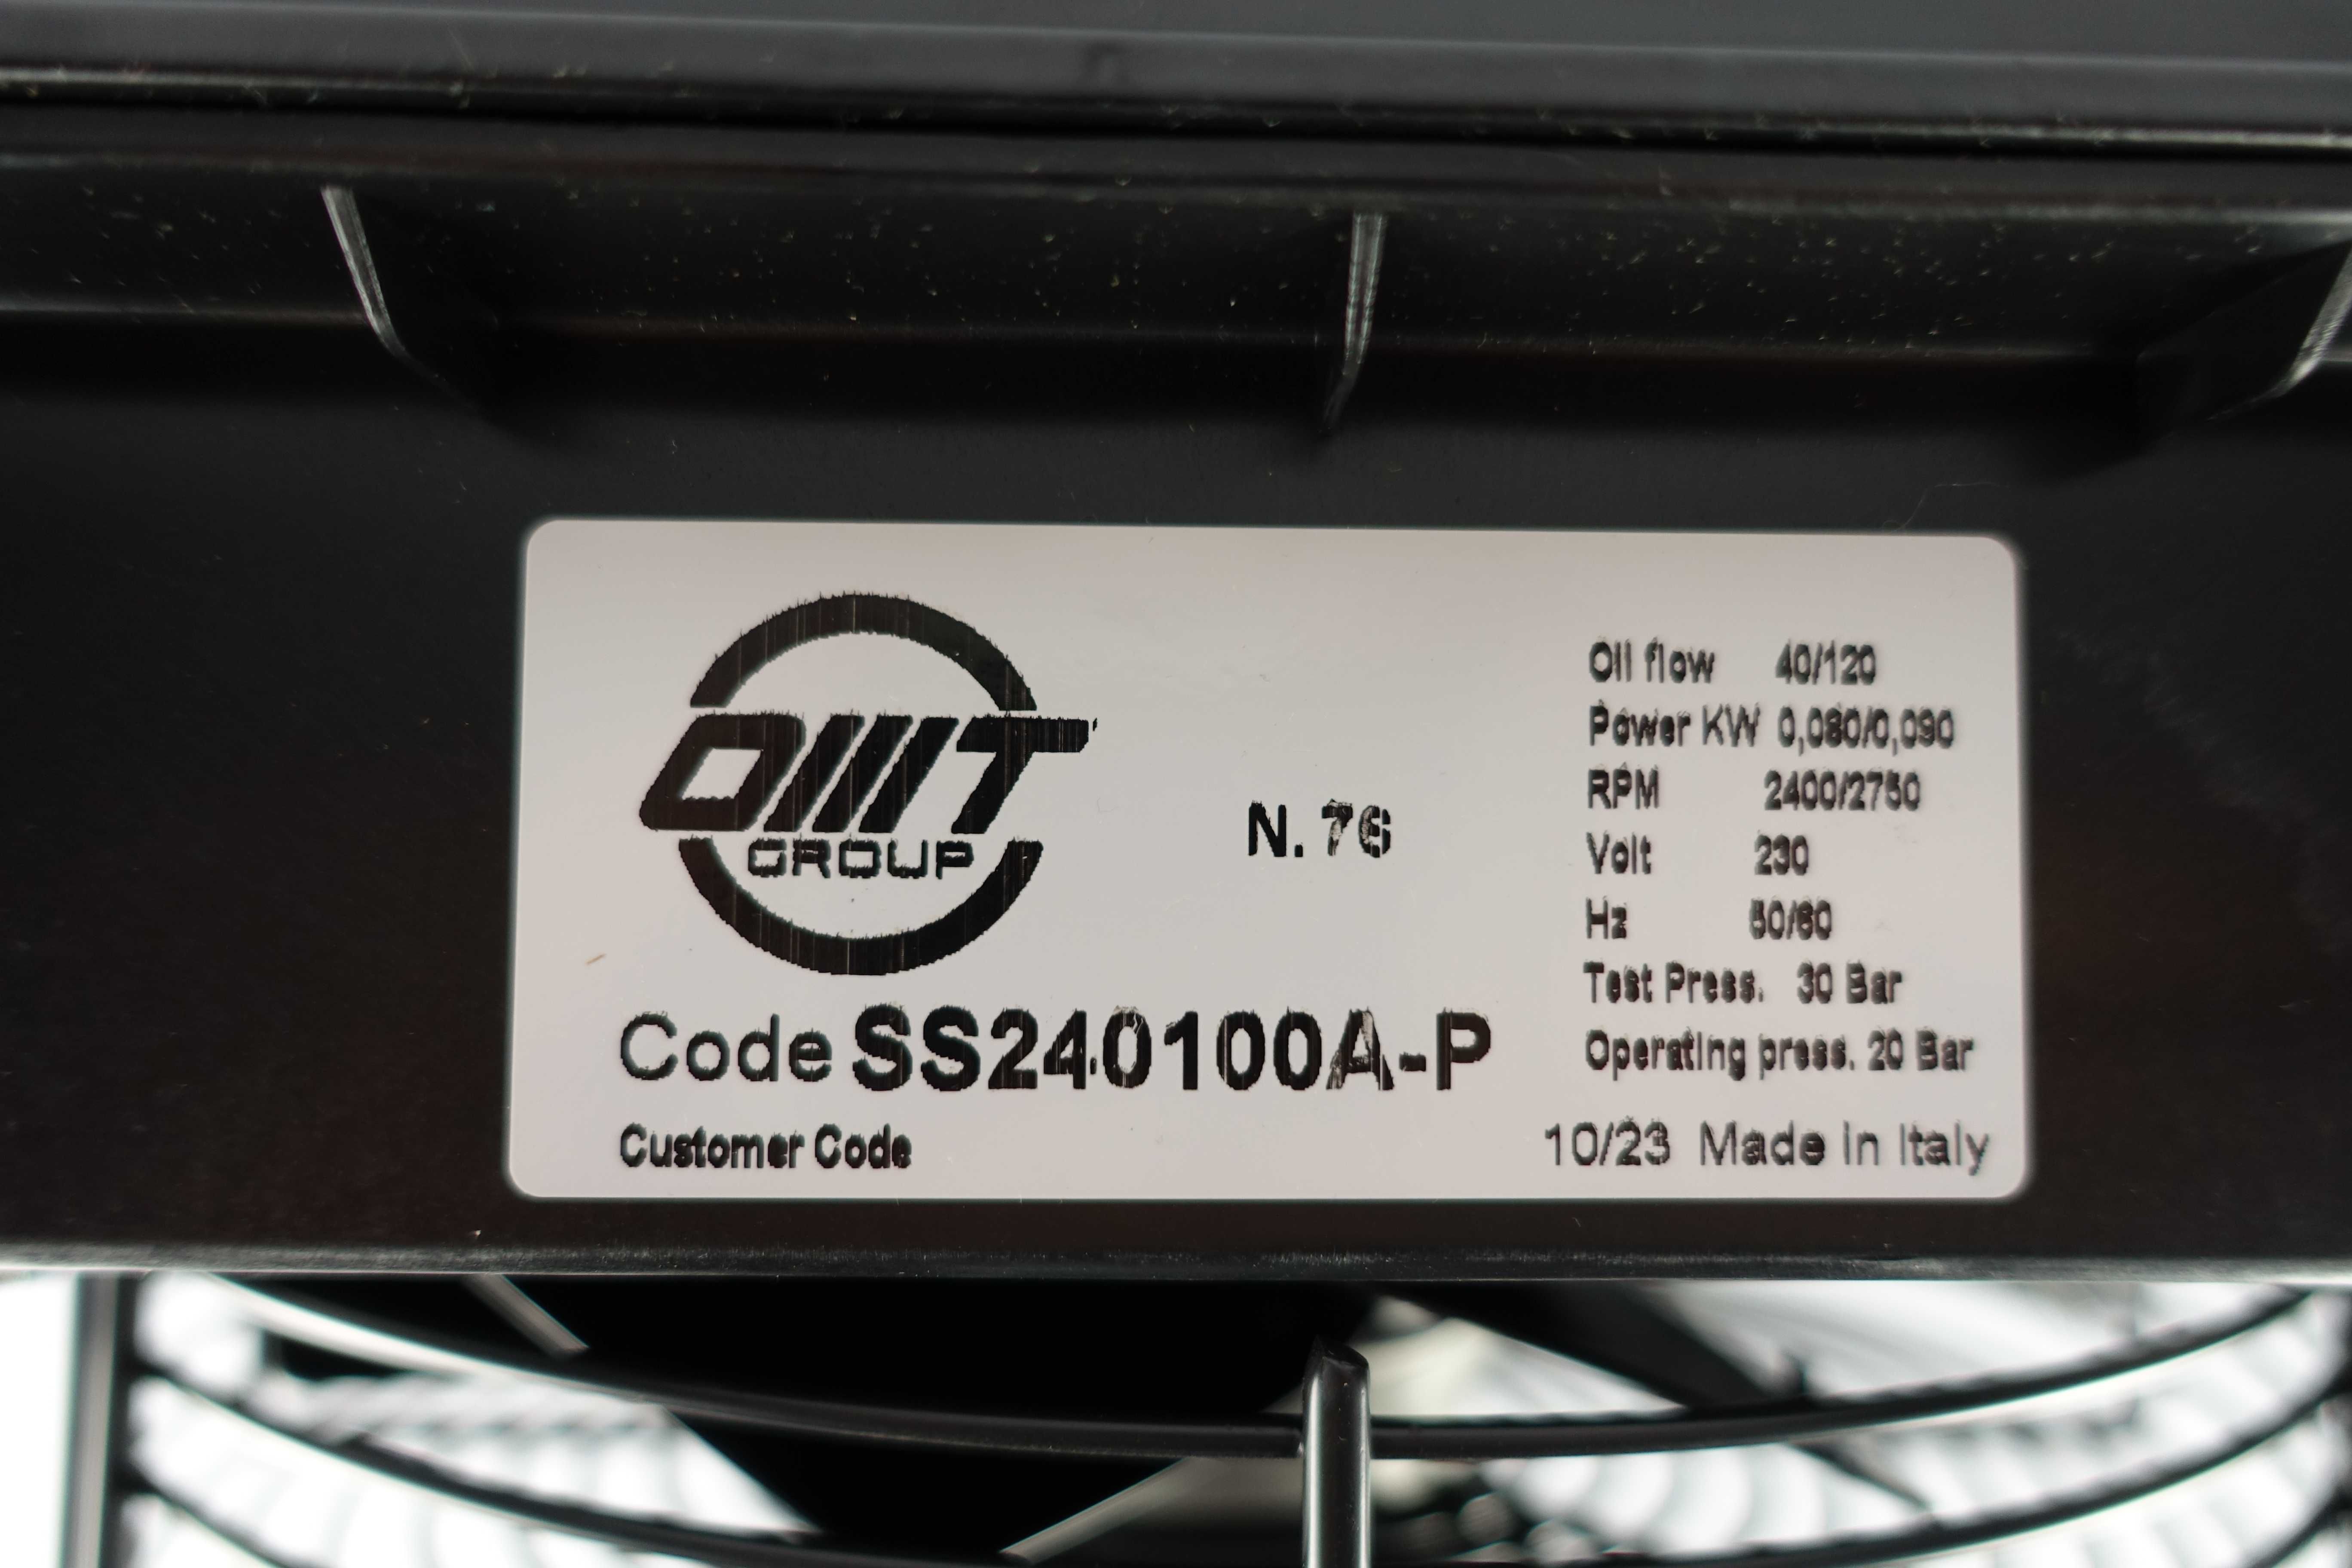 OMT
GROUP
N. 76
Code SS240100A-P
Customer Code
Oil flow 40/120
Power KW 0,080/0,090
RPM 2400/2750
Volt 230
Hz 50/60
Test Press. 30 Bar
Operating press. 20 Bar
10/23 Made in Italy